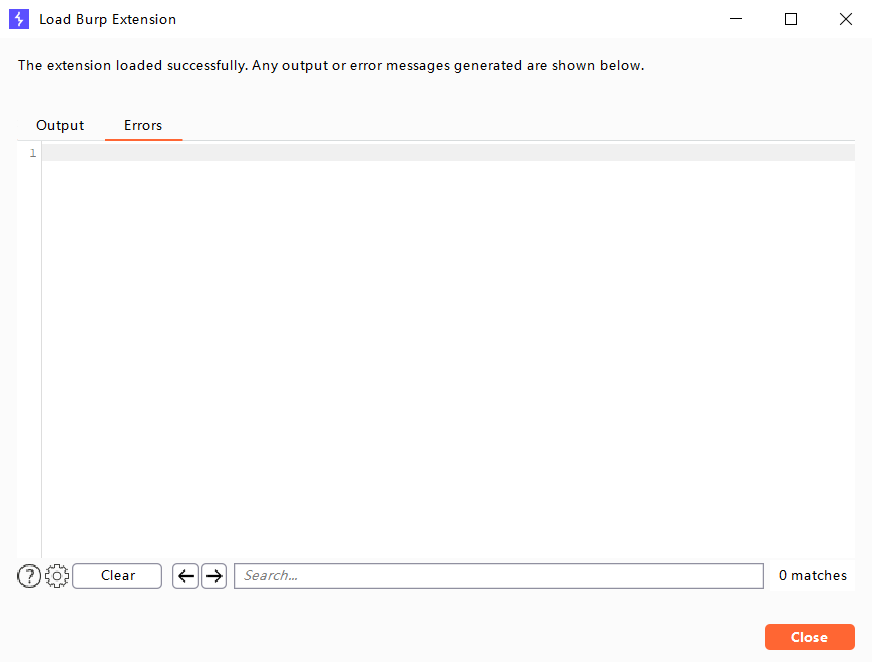 Load Burp Extension
The extension loaded successfully. Any output or error messages generated are shown below.
Output Errors
1
? Clear Search... 0 matches
Close